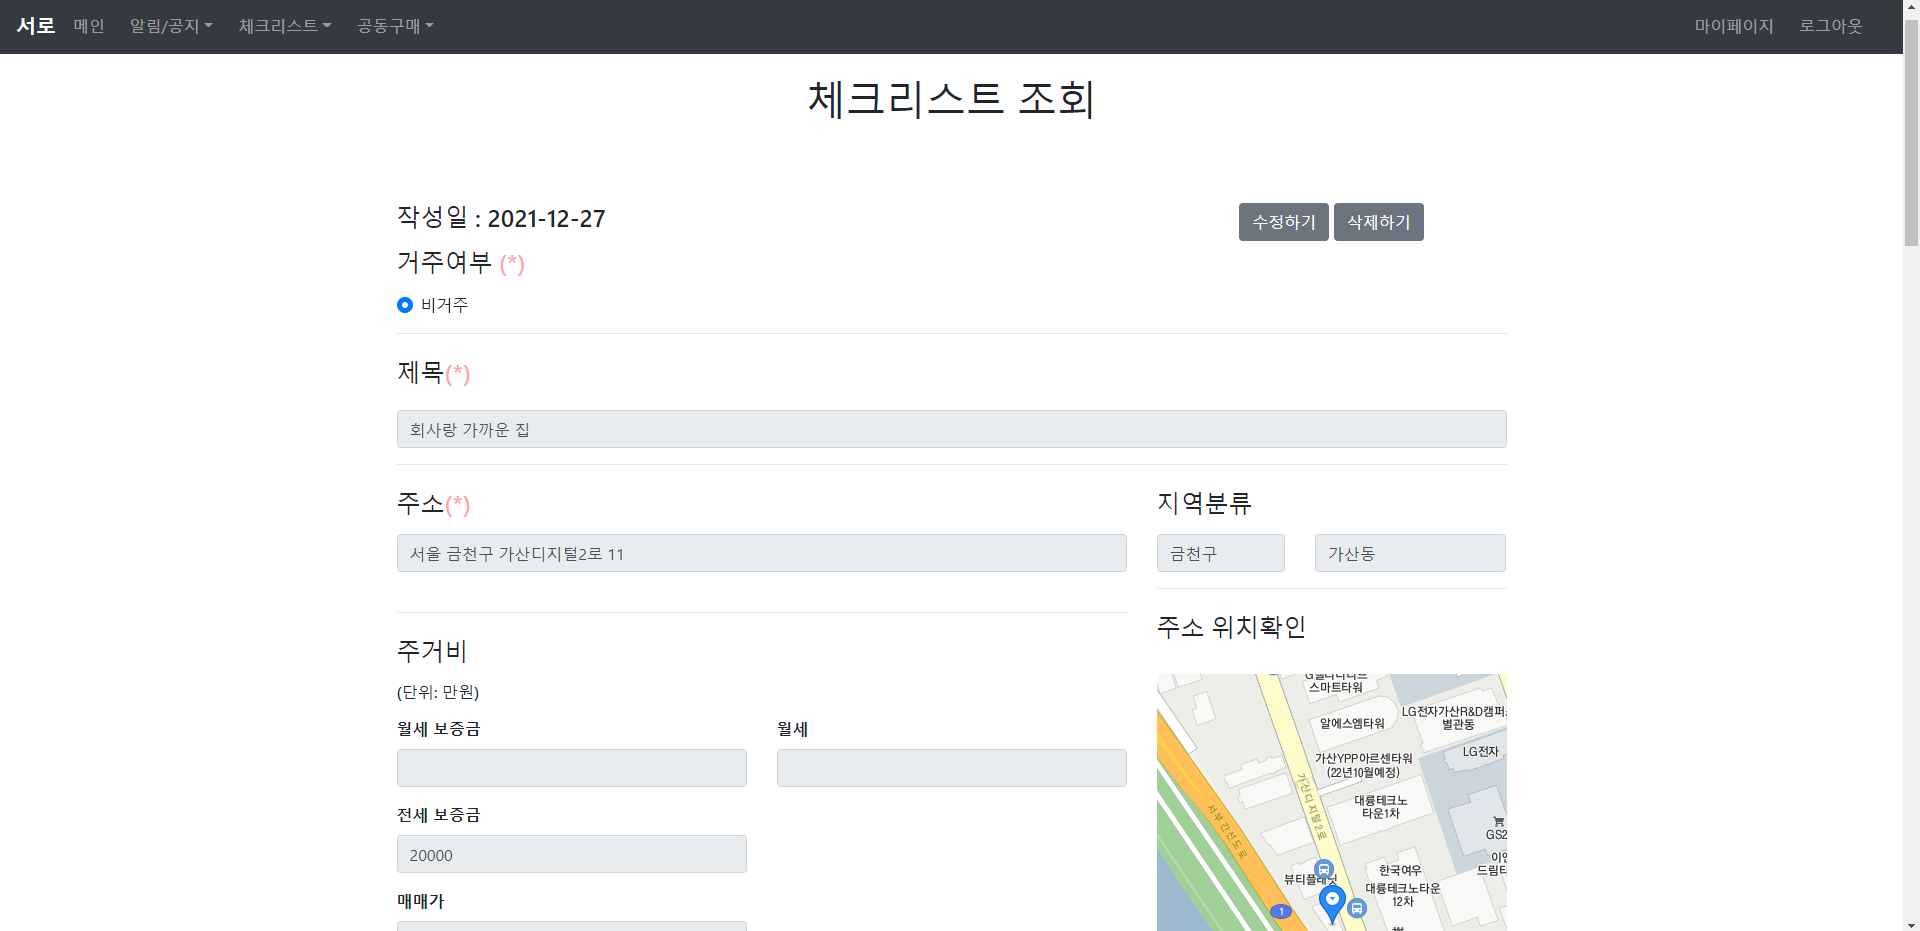 서로 메인 알림/공지 체크리스트 공동구매 마이페이지 로그아웃
체크리스트 조회
작성일 : 2021-12-27
수정하기 삭제하기
거주여부 (*)
비거주
제목(*)
회사랑 가까운 집
주소(*)
서울 금천구 가산디지털2로 11
지역분류
금천구 가산동
주거비
(단위: 만원)
월세 보증금
월세
전세 보증금
20000
매매가
주소 위치확인
스마트타워
LG전자가산R&D캠퍼
별관동
알에스엠타워
LG전자
가산YPP아르센타워
(22년10월예정)
가산디지털2로
대륭테크노
타운1차
서부간선도로
GS2
드림타
한국여우
뷰티플래닛
대륭테크노타운
12차
1